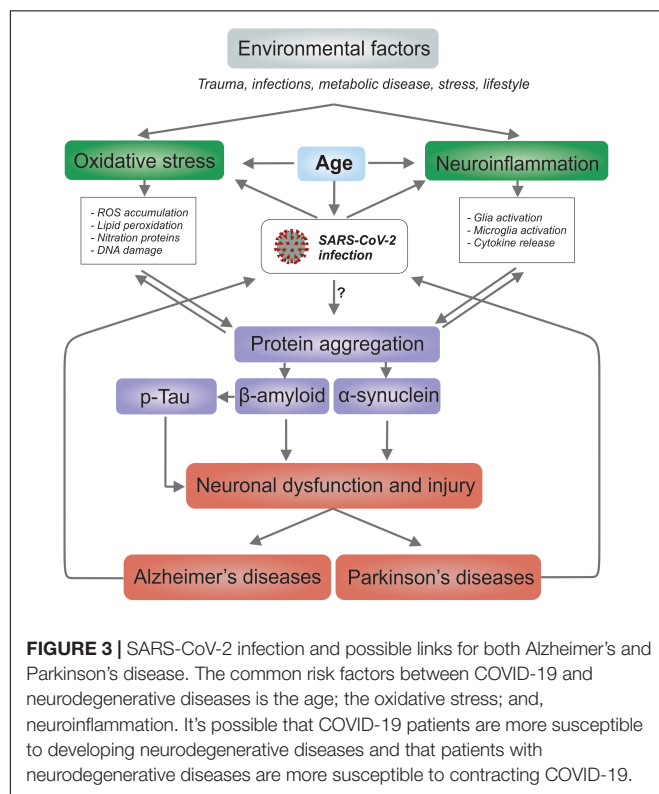 Environmental factors
Trauma, infections, metabolic disease, stress, lifestyle
Oxidative stress
Age
Neuroinflammation
- ROS accumulation
- Lipid peroxidation
- Nitration proteins
- DNA damage
SARS-CoV-2
infection
- Glia activation
- Microglia activation
- Cytokine release
?
Protein aggregation
p-Tau
β-amyloid
α-synuclein
Neuronal dysfunction and injury
Alzheimer's diseases
Parkinson's diseases
FIGURE 3 | SARS-CoV-2 infection and possible links for both Alzheimer's and
Parkinson's disease. The common risk factors between COVID-19 and
neurodegenerative diseases is the age; the oxidative stress; and,
neuroinflammation. It's possible that COVID-19 patients are more susceptible
to developing neurodegenerative diseases and that patients with
neurodegenerative diseases are more susceptible to contracting COVID-19.